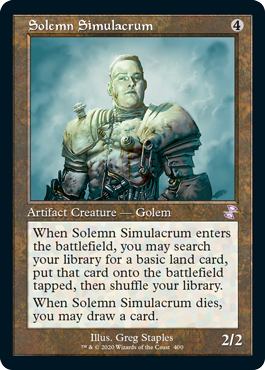 Solemn Simulacrum 4
Artifact Creature — Golem
When Solemn Simulacrum enters
the battlefield, you may search
your library for a basic land card,
put that card onto the battlefield
tapped, then shuffle your library.
When Solemn Simulacrum dies,
you may draw a card.
Illus. Greg Staples
2/2
™ & © 2020 Wizards of the Coast 400